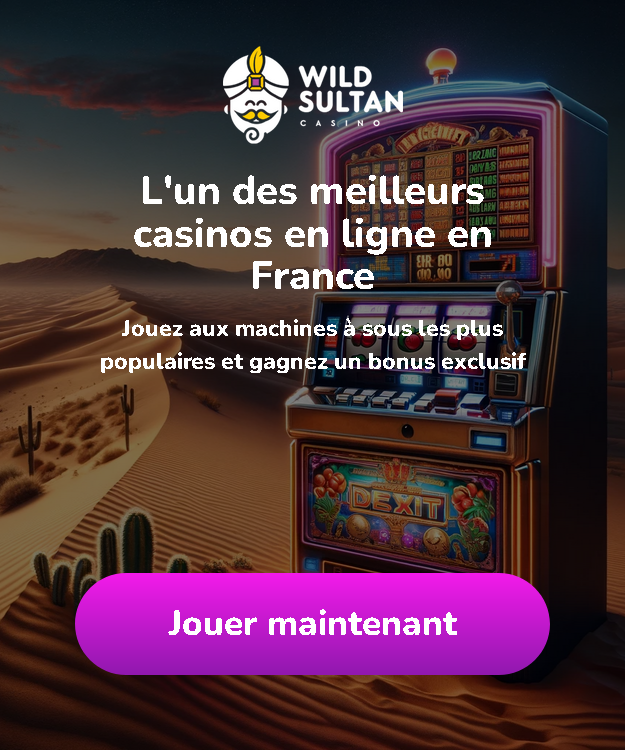 WILD
SULTAN
CASINO
L'un des meilleurs
casinos en ligne en
France
Jouez aux machines à sous les plus
populaires et gagnez un bonus exclusif
DEXIT
Jouer maintenant